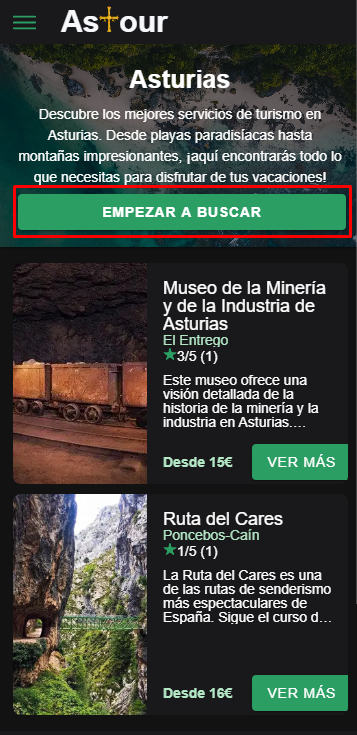 Astour
Asturias
Descubre los mejores servicios de turismo en
Asturias. Desde playas paradisíacas hasta
montañas impresionantes, ¡aquí encontrarás todo lo
que necesitas para disfrutar de tus vacaciones!
EMPEZAR A BUSCAR
Museo de la Minería
y de la Industria de
Asturias
El Entrego
★3/5 (1)
Este museo ofrece una
visión detallada de la
historia de la minería y la
industria en Asturias.…
Desde 15€
VER MÁS
Ruta del Cares
Poncebos-Caín
★1/5 (1)
La Ruta del Cares es una
de las rutas de senderismo
más espectaculares de
España. Sigue el curso d…
Desde 16€
VER MÁS